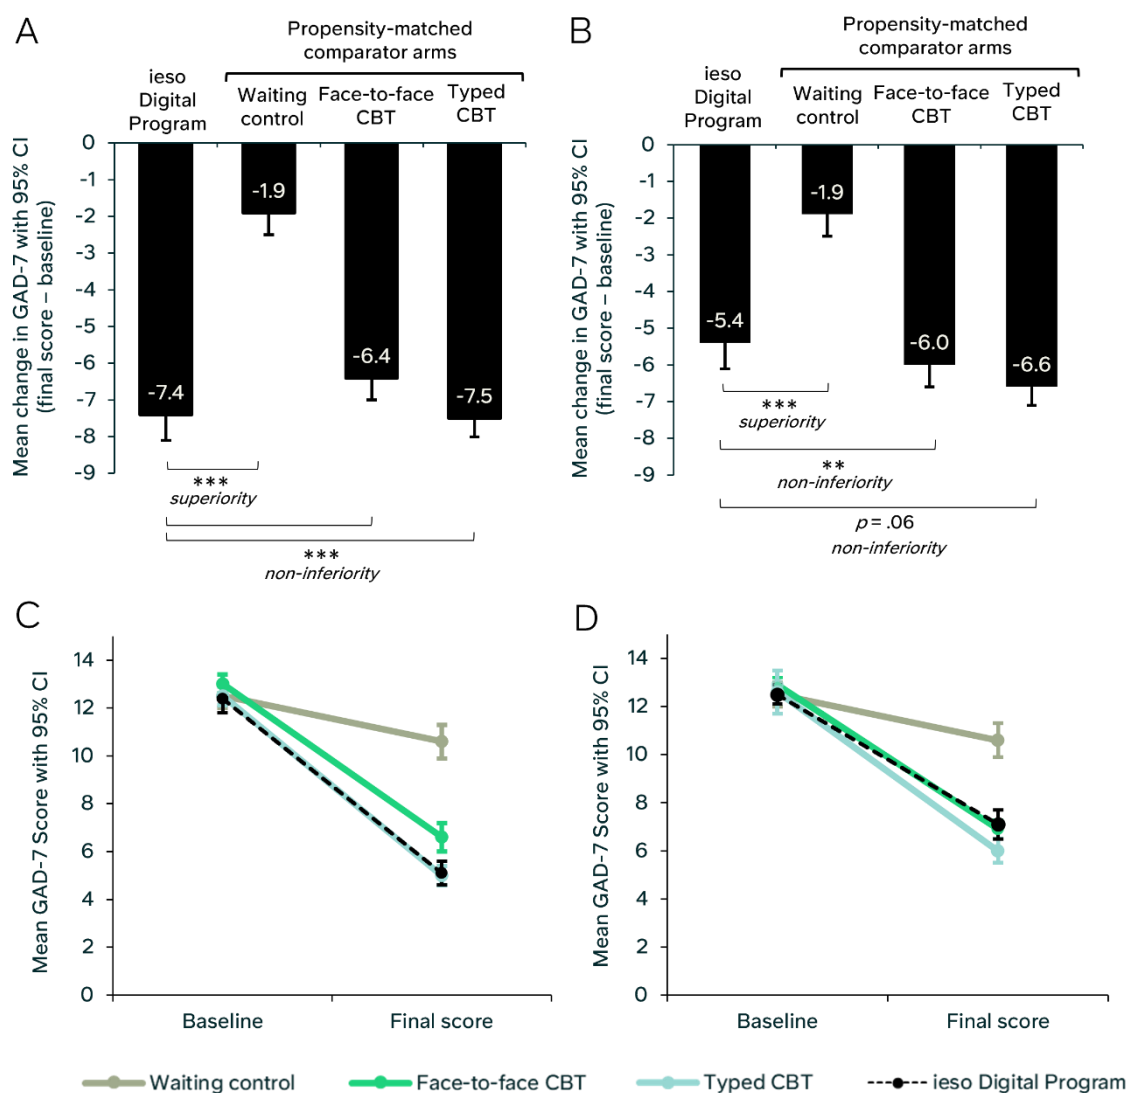 A
Propensity-matched
comparator arms
ieso
Digital
Program
Waiting
control
Face-to-face
CBT
Typed
CBT
Mean change in GAD-7 with 95% CI
(final score – baseline)
0
-1
-2
-3
-4
-5
-6
-7
-8
-9
-7.4
-1.9
-6.4
-7.5
***
superiority
***
non-inferiority
B
Propensity-matched
comparator arms
ieso
Digital
Program
Waiting
control
Face-to-face
CBT
Typed
CBT
Mean change in GAD-7 with 95% CI
(final score – baseline)
0
-1
-2
-3
-4
-5
-6
-7
-8
-9
-5.4
-1.9
-6.0
-6.6
***
superiority
**
non-inferiority
p = .06
non-inferiority
C
Mean GAD-7 Score with 95% CI
14
12
10
8
6
4
2
0
Baseline
Final score
D
Mean GAD-7 Score with 95% CI
14
12
10
8
6
4
2
0
Baseline
Final score
Waiting control
Face-to-face CBT
Typed CBT
ieso Digital Program